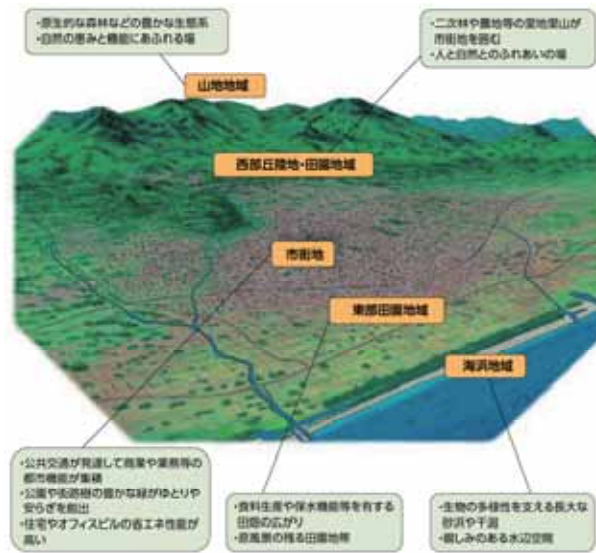 ・原生的な森林などの豊かな生態系
・自然の恵みと機能にあふれる場
・二次林や農地等の里地里山が
市街地を囲む
・人と自然とのふれあいの場
山地地域
西部丘陵地・田園地域
市街地
東部田園地域
海浜地域
・公共交通が発達して商業や業務等の
都市機能が集積
・公園や街路樹の豊かな緑がゆとりや
安らぎを創出
・住宅やオフィスビルの省エネ性能が
高い
・食料生産や保水機能等を有する
田畑の広がり
・原風景の残る田園地帯
・生物の多様性を支える長大な
砂浜や干潟
・親しみのある水辺空間